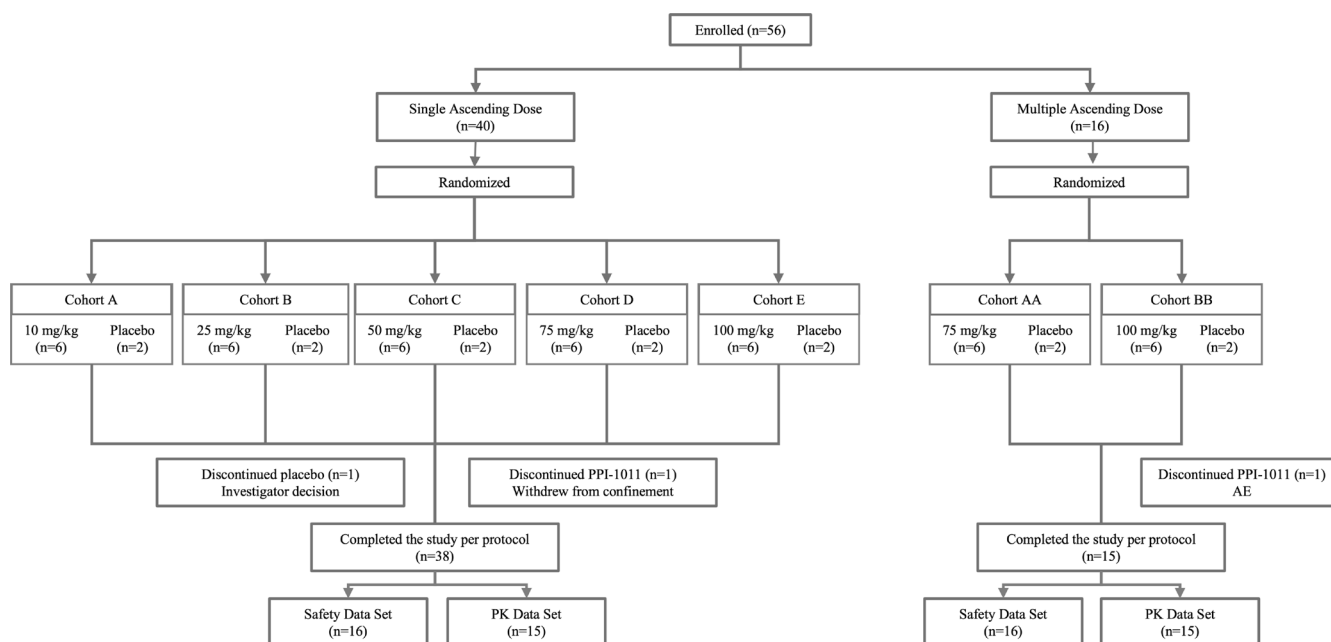 Enrolled (n=56)
Single Ascending Dose
(n=40)
Multiple Ascending Dose
(n=16)
Randomized
Randomized
Cohort A
10 mg/kg Placebo
(n=6) (n=2)
Cohort B
25 mg/kg Placebo
(n=6) (n=2)
Cohort C
50 mg/kg Placebo
(n=6) (n=2)
Cohort D
75 mg/kg Placebo
(n=6) (n=2)
Cohort E
100 mg/kg Placebo
(n=6) (n=2)
Cohort AA
75 mg/kg Placebo
(n=6) (n=2)
Cohort BB
100 mg/kg Placebo
(n=6) (n=2)
Discontinued placebo (n=1)
Investigator decision
Discontinued PPI-1011 (n=1)
Withdrew from confinement
Discontinued PPI-1011 (n=1)
AE
Completed the study per protocol
(n=38)
Completed the study per protocol
(n=15)
Safety Data Set
(n=16)
PK Data Set
(n=15)
Safety Data Set
(n=16)
PK Data Set
(n=15)